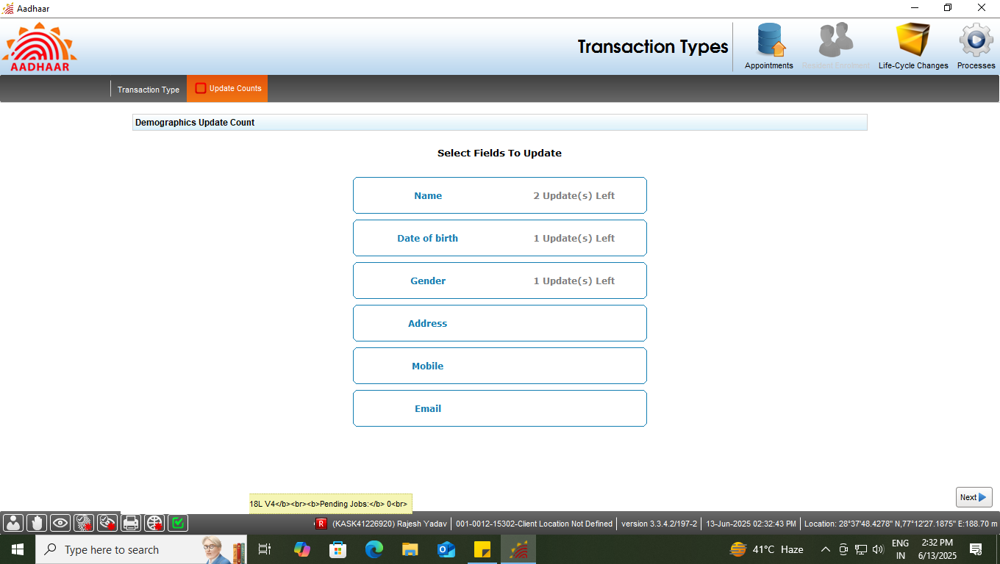 Aadhaar
AADHAAR
Transaction Types
Appointments
Resident Enrolment
Life-Cycle Changes
Processes
Transaction Type
Update Counts
Demographics Update Count
Select Fields To Update
Name 2 Update(s) Left
Date of birth 1 Update(s) Left
Gender 1 Update(s) Left
Address
Mobile
Email
Next
18L V4</b><br><b>Pending Jobs:</b> 0<br>
R (KASK41226920) Rajesh Yadav 001-0012-15302-Client Location Not Defined version 3.3.4.2/197-2 13-Jun-2025 02:32:43 PM Location: 28°37'48.4278" N,77°12'27.1875" E:188.70 m
Type here to search
41°C Haze
ENG
IN
2:32 PM
6/13/2025